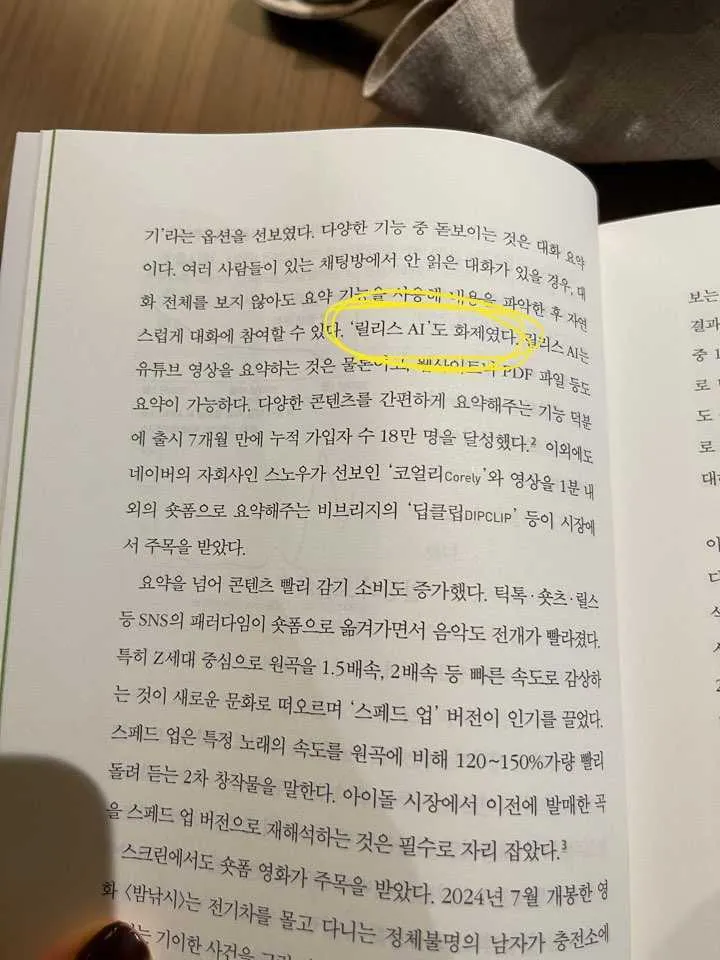 기'라는 옵션을 선보였다. 다양한 기능 중 돋보이는 것은 대화 요약
이다. 여러 사람들이 있는 채팅방에서 안 읽은 대화가 있을 경우, 대
화 전체를 보지 않아도 요약 기능을 사용해 내용을 파악한 후 자연
스럽게 대화에 참여할 수 있다. '릴리스 AI'도 화제였다. 릴리스 AI는
유튜브 영상을 요약하는 것은 물론이고, 웹사이트나 PDF 파일 등도
요약이 가능하다. 다양한 콘텐츠를 간편하게 요약해주는 기능 덕분
에 출시 7개월 만에 누적 가입자 수 18만 명을 달성했다.2 이외에도
네이버의 자회사인 스노우가 선보인 '코얼리Corely'와 영상을 1분 내
외의 숏폼으로 요약해주는 비브리지의 '딥클립DIPCLIP' 등이 시장에
서 주목을 받았다.
요약을 넘어 콘텐츠 빨리 감기 소비도 증가했다. 틱톡·숏츠·릴스
등 SNS의 패러다임이 숏폼으로 옮겨가면서 음악도 전개가 빨라졌다.
특히 Z세대 중심으로 원곡을 1.5배속, 2배속 등 빠른 속도로 감상하
는 것이 새로운 문화로 떠오르며 '스페드 업' 버전이 인기를 끌었다.
스페드 업은 특정 노래의 속도를 원곡에 비해 120~150%가량 빨리
돌려 듣는 2차 창작물을 말한다. 아이돌 시장에서 이전에 발매한 곡
을 스페드 업 버전으로 재해석하는 것은 필수로 자리 잡았다.3
스크린에서도 숏폼 영화가 주목을 받았다. 2024년 7월 개봉한 영
화 <밤낚시>는 전기차를 몰고 다니는 정체불명의 남자가 충전소에
기이한 사건을
보는
결과
중 1
로
도
로
대
아
다